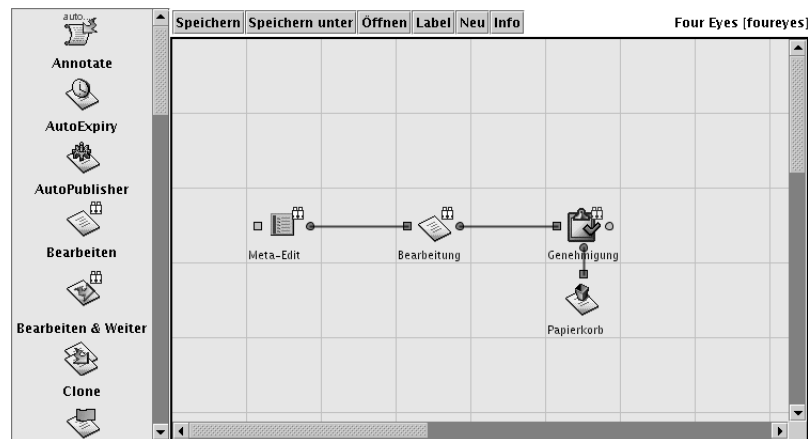 auto...
Annotate
AutoExpiry
AutoPublisher
Bearbeiten
Bearbeiten & Weiter
Clone
Speichern Speichern unter Öffnen Label Neu Info
Four Eyes [foureyes]
Meta-Edit
Bearbeitung
Genehmigung
Papierkorb